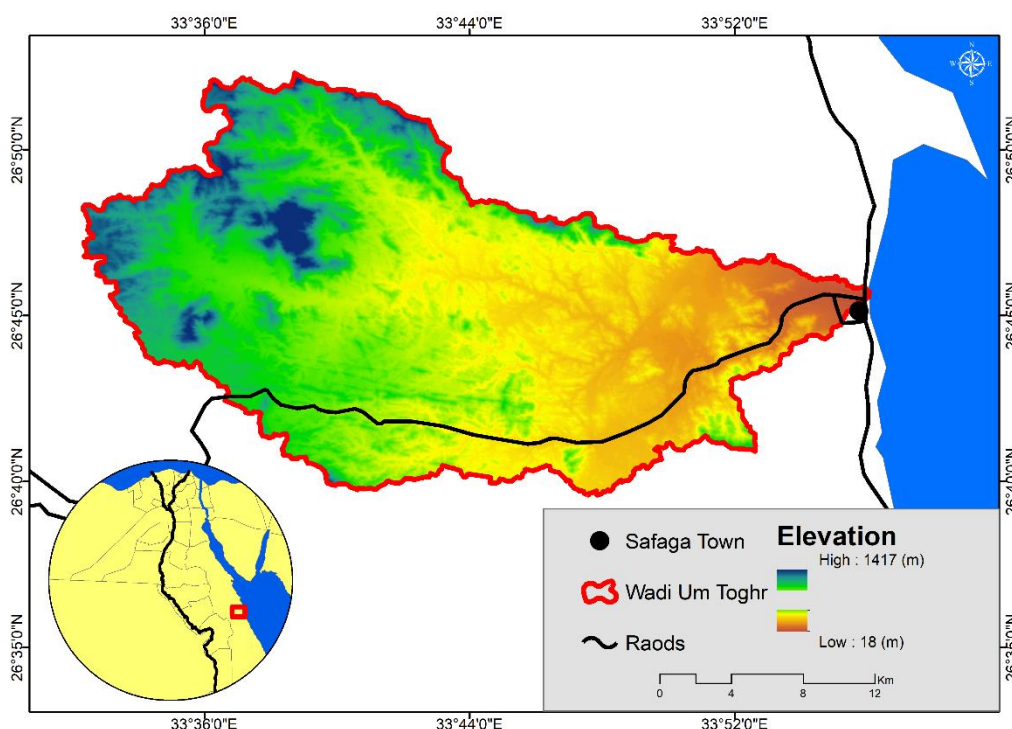 33°36'0"E 33°44'0"E 33°52'0"E
N
W E
S
26°50'0"N 26°50'0"N
26°45'0"N 26°45'0"N
26°40'0"N 26°40'0"N
26°35'0"N 26°35'0"N
Safaga Town
Wadi Um Toghr
Raods
Elevation
High : 1417 (m)
Low : 18 (m)
Km
0 4 8 12
33°36'0"E 33°44'0"E 33°52'0"E